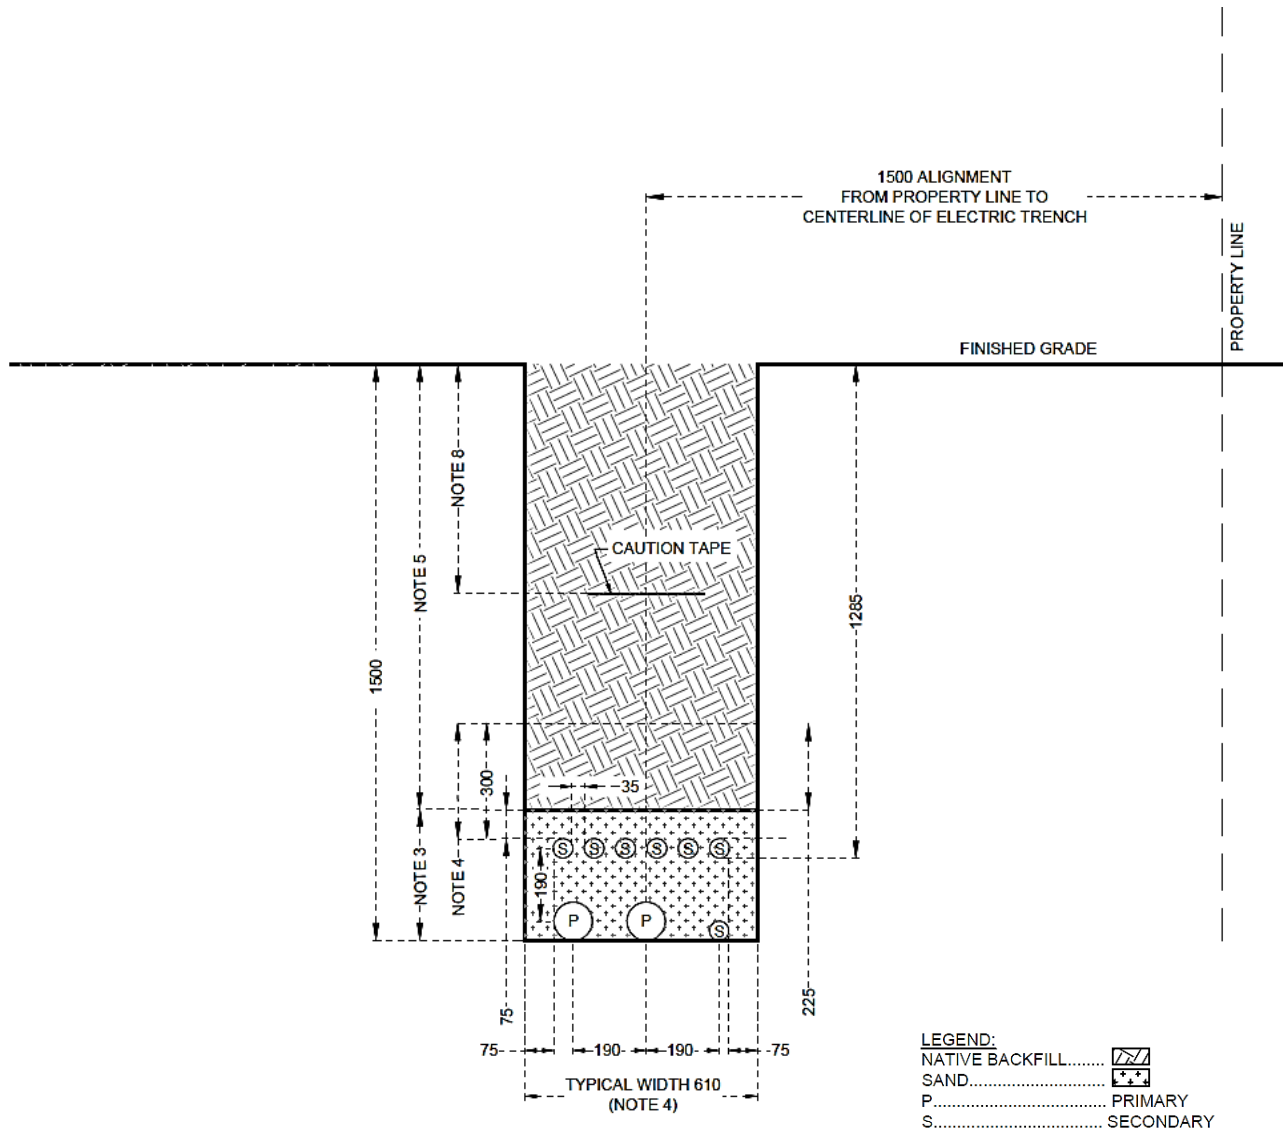 1500 ALIGNMENT
FROM PROPERTY LINE TO
CENTERLINE OF ELECTRIC TRENCH
PROPERTY LINE
FINISHED GRADE
NOTE 8
CAUTION TAPE
NOTE 5
1285
1500
300
35
NOTE 3
NOTE 4
S S S S S S
190
P P S
75
225
75 190 190 75
TYPICAL WIDTH 610
(NOTE 4)
LEGEND:
NATIVE BACKFILL........
SAND..........................
P................................. PRIMARY
S................................ SECONDARY